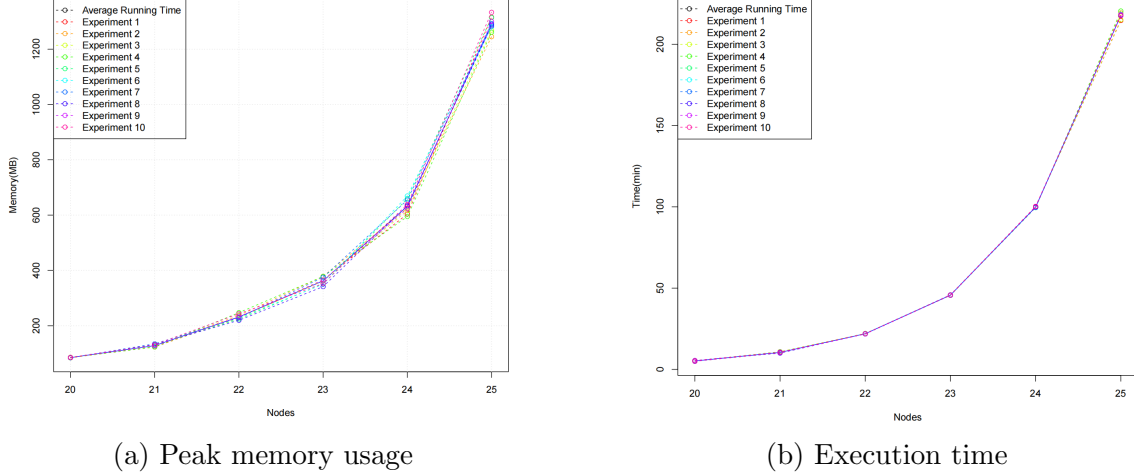 Average Running Time
Experiment 1
Experiment 2
Experiment 3
Experiment 4
Experiment 5
Experiment 6
Experiment 7
Experiment 8
Experiment 9
Experiment 10
1200
1000
800
600
400
200
Memory(MB)
20 21 22 23 24 25
Nodes
(a) Peak memory usage
Average Running Time
Experiment 1
Experiment 2
Experiment 3
Experiment 4
Experiment 5
Experiment 6
Experiment 7
Experiment 8
Experiment 9
Experiment 10
200
150
100
50
0
Time(min)
20 21 22 23 24 25
Nodes
(b) Execution time